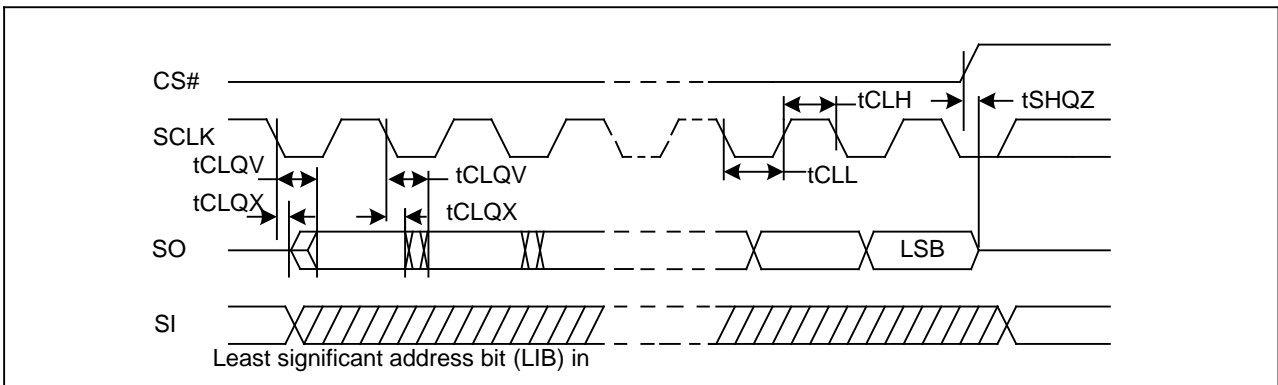 CS#
tCLH
tSHQZ
SCLK
tCLQV
tCLQV
tCLL
tCLQX
tCLQX
SO
LSB
SI
Least significant address bit (LIB) in